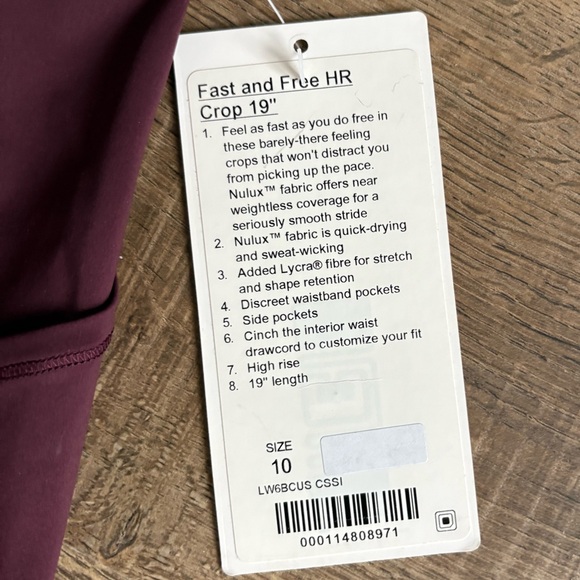 Fast and Free HR
Crop 19"
1. Feel as fast as you do free in
these barely-there feeling
crops that won't distract you
from picking up the pace.
Nulux™ fabric offers near
weightless coverage for a
seriously smooth stride
2. Nulux™ fabric is quick-drying
and sweat-wicking
3. Added Lycra® fibre for stretch
and shape retention
4. Discreet waistband pockets
5. Side pockets
6. Cinch the interior waist
drawcord to customize your fit
7. High rise
8. 19" length
SIZE
10
LW6BCUS CSSI
000114808971